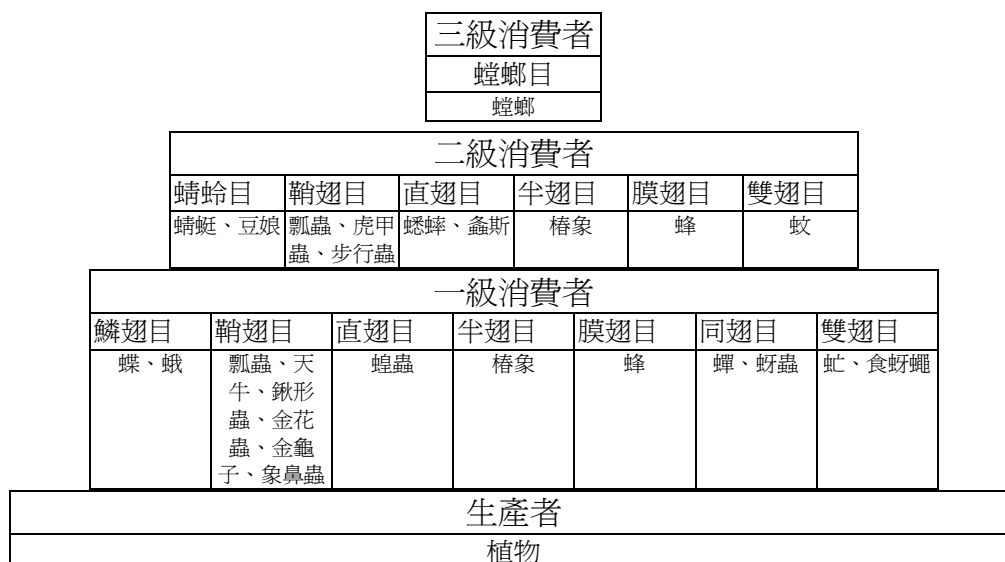 三級消費者
螳螂目
螳螂
二級消費者
蜻蛉目 鞘翅目 直翅目 半翅目 膜翅目 雙翅目
蜻蜓、豆娘 瓢蟲、虎甲 蟋蟀、螽斯 椿象 蜂 蚊
蟲、步行蟲
一級消費者
鱗翅目 鞘翅目 直翅目 半翅目 膜翅目 同翅目 雙翅目
蝶、蛾 瓢蟲、天 蝗蟲 椿象 蜂 蟬、蚜蟲 虻、食蚜蠅
牛、鍬形
蟲、金花
蟲、金龜
子、象鼻蟲
生產者
植物